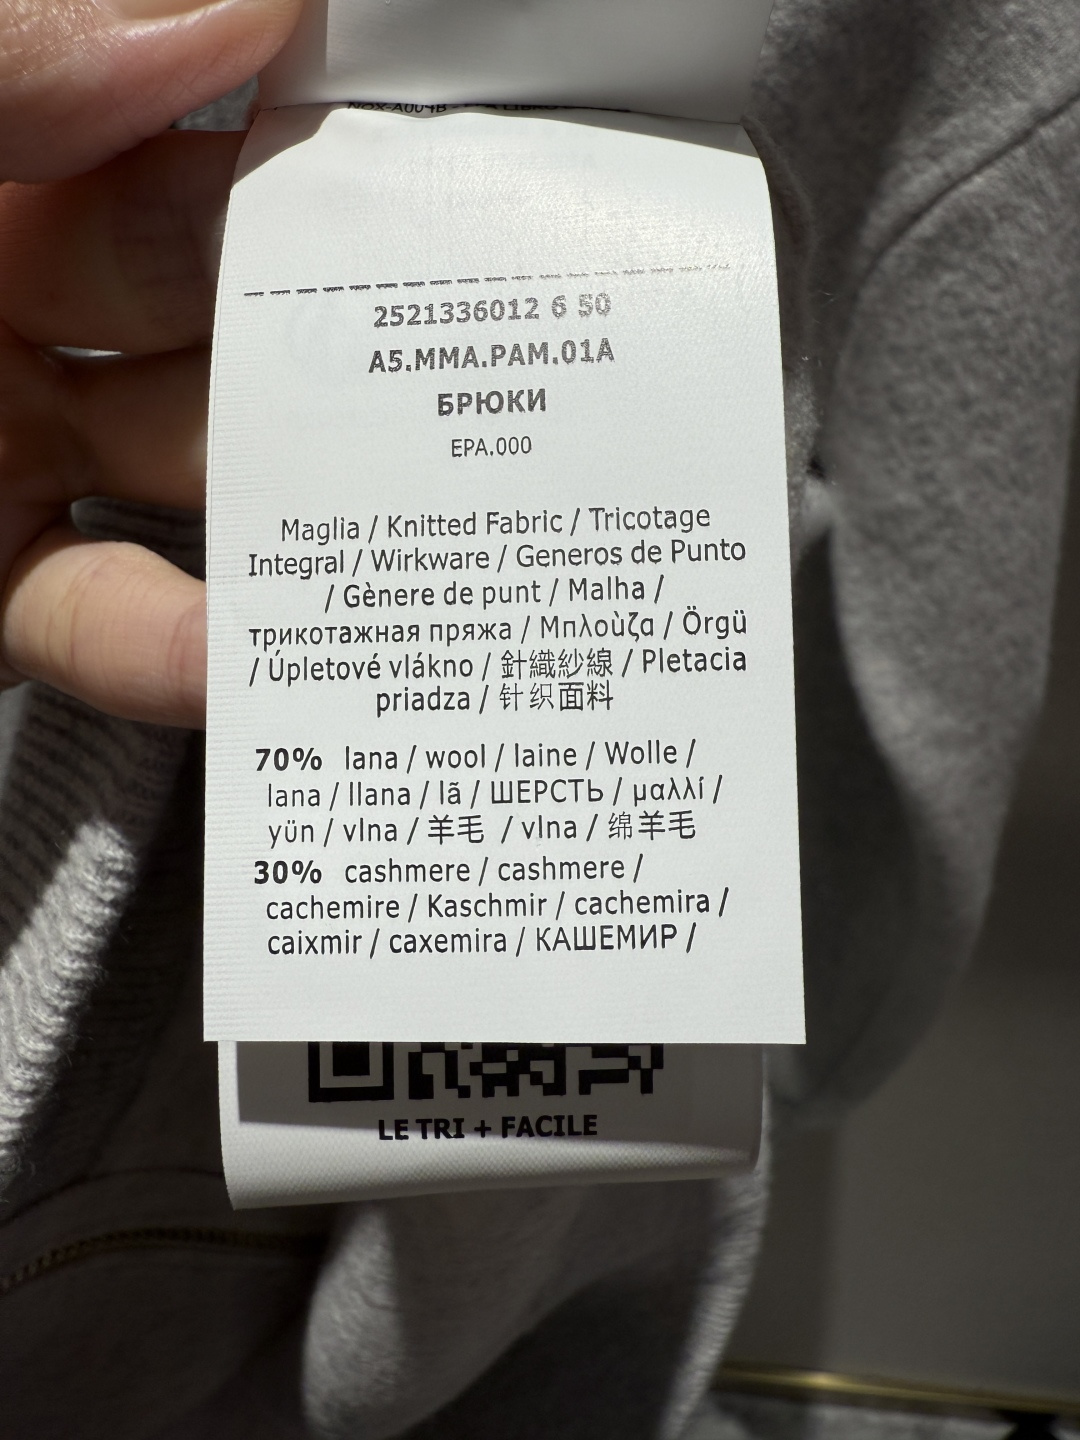 2521336012 6 50
A5.MMA.PAM.01A
БРЮКИ
EPA.000
Maglia / Knitted Fabric / Tricotage
Integral / Wirkware / Generos de Punto
/ Gènere de punt / Malha /
трикотажная пряжа / Μπλοὺζα / Örgü
/ Úpletové vlákno / 針織紗線 / Pletacia
priadza / 针织面料
70% lana / wool / laine / Wolle /
lana / llana / lã / ШЕРСТЬ / μαλλί /
yün / vlna / 羊毛 / vlna / 绵羊毛
30% cashmere / cashmere /
cachemire / Kaschmir / cachemira /
caixmir / caxemira / КАШЕМИР /
LE TRI + FACILE